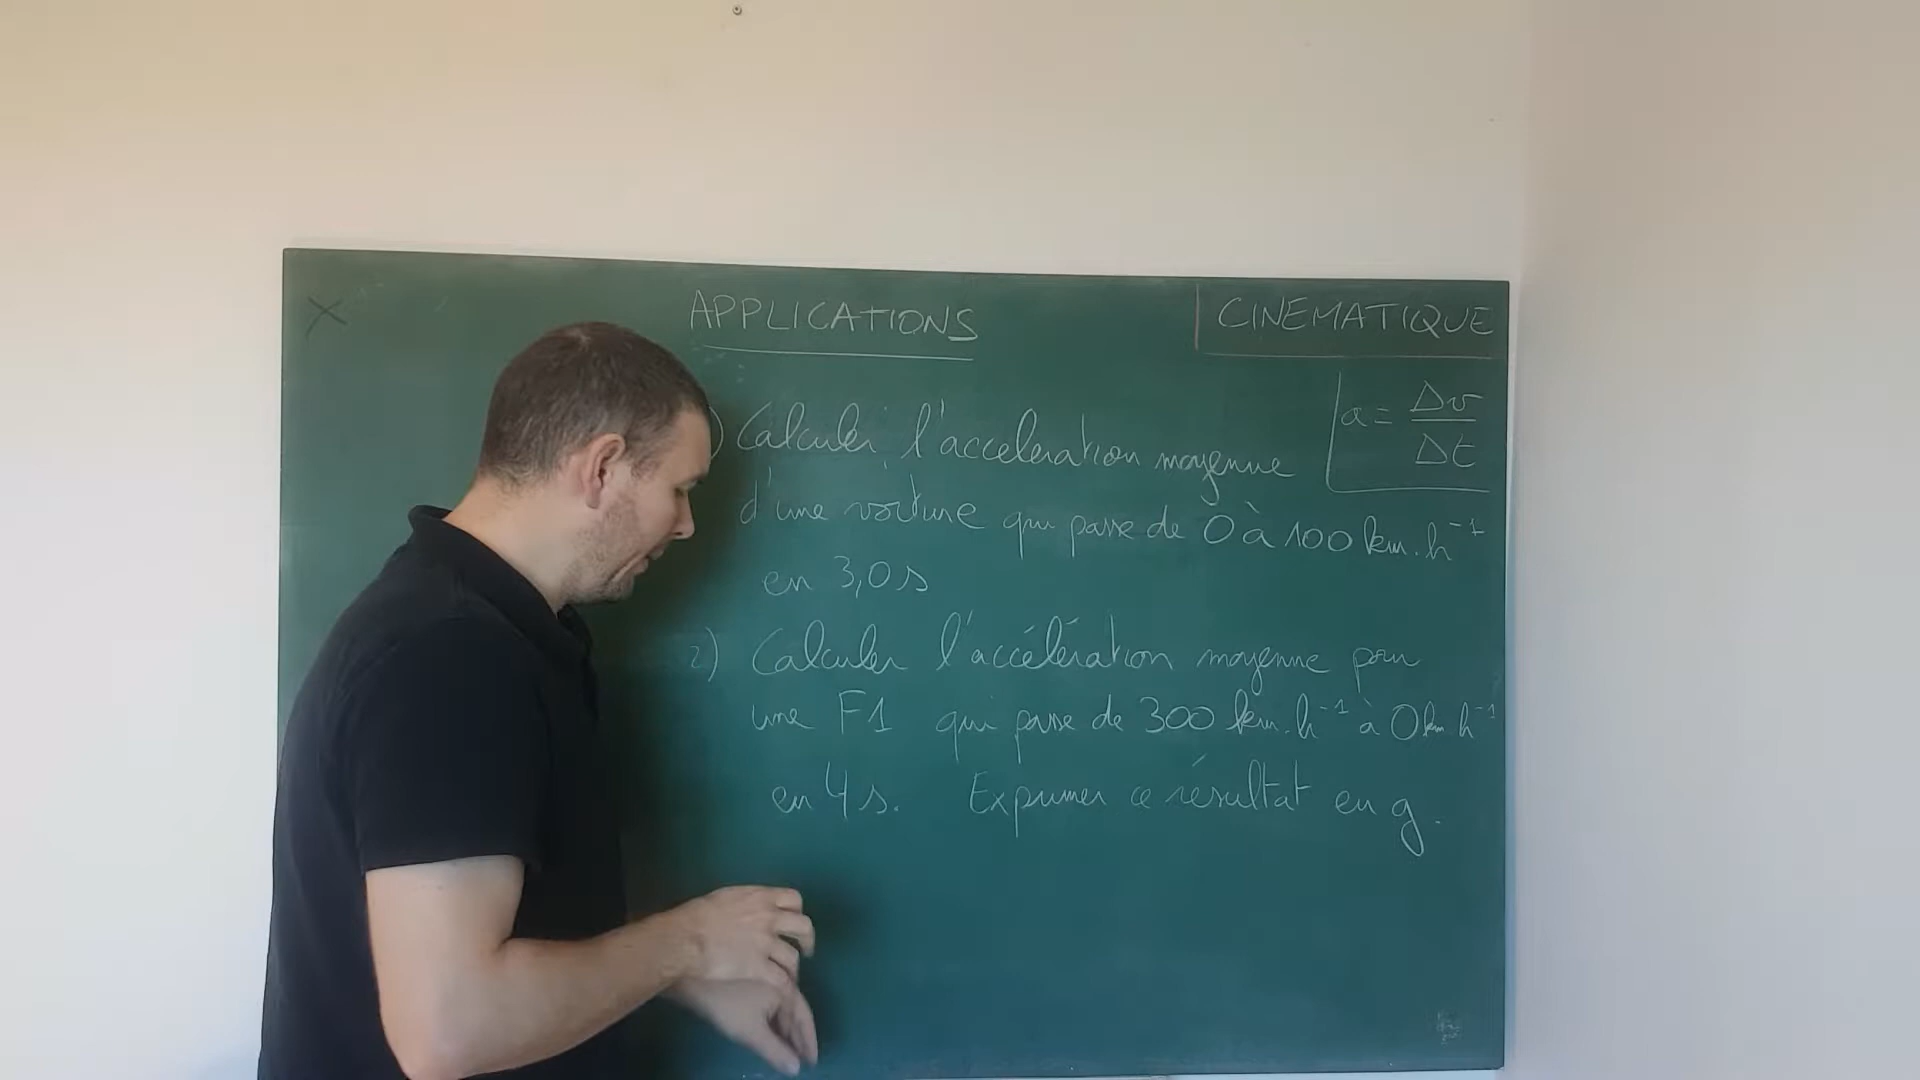 APPLICATIONS
CINEMATIQUE
a = Δv
Δt
) Calculer l'acceleration moyenne
d'une voiture qui passe de 0 à 100 km.h⁻¹
en 3,0 s
2) Calculer l'accélération moyenne pour
une F1 qui passe de 300 km.h⁻¹ à 0 km h⁻¹
en 4 s. Exprimer ce résultat en g.